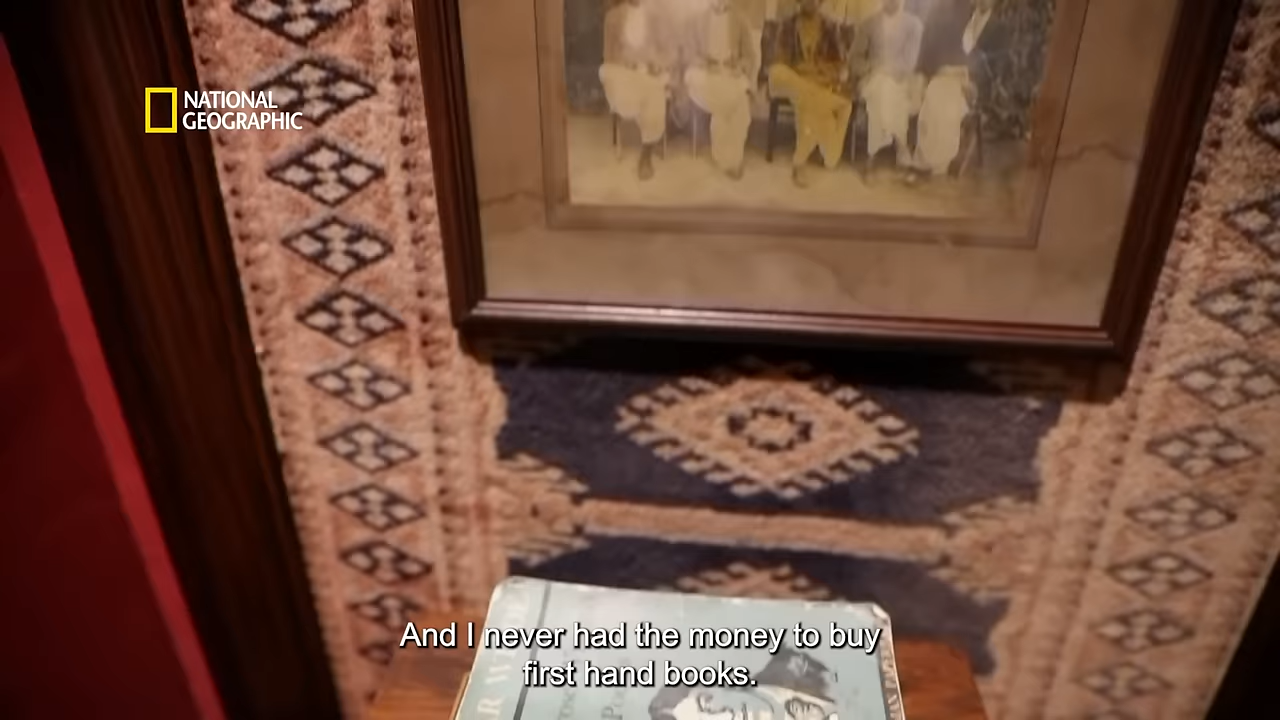 NATIONAL
GEOGRAPHIC
And I never had the money to buy
first hand books.